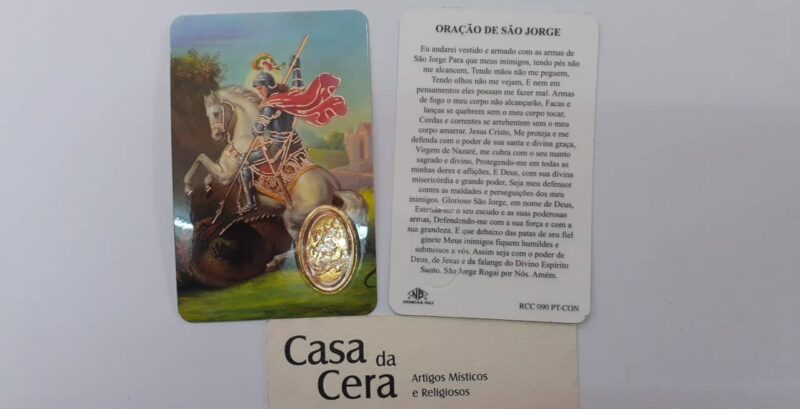 ORAÇÃO DE SÃO JORGE
Eu andarei vestido e armado com as armas de
São Jorge Para que meus inimigos, tendo pés não
me alcancem, Tendo mãos não me peguem,
Tendo olhos não me vejam, E nem em
pensamentos eles possam me fazer mal. Armas
de fogo o meu corpo não alcançarão, Facas e
lanças se quebrem sem o meu corpo tocar,
Cordas e correntes se arrebentem sem o meu
corpo amarrar. Jesus Cristo, Me proteja e me
defenda com o poder de sua santa e divina graça,
Virgem de Nazaré, me cubra com o seu manto
sagrado e divino, Protegendo-me em todas as
minhas dores e aflições, E Deus, com sua divina
misericórdia e grande poder, Seja meu defensor
contra as maldades e perseguições dos meus
inimigos. Glorioso São Jorge, em nome de Deus,
Estenda-me o seu escudo e as suas poderosas
armas, Defendendo-me com a sua força e com a
sua grandeza, E que debaixo das patas de seu fiel
ginete Meus inimigos fiquem humildes e
submissos a vós. Assim seja com o poder de
Deus, de Jesus e da falange do Divino Espírito
Santo. São Jorge Rogai por Nós. Amém.
NB
RCC 090 PT-CON
Casa da
Cera
Artigos Místicos
e Religiosos